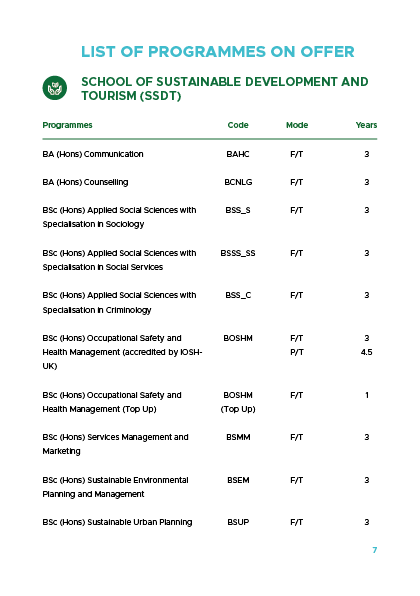 LIST OF PROGRAMMES ON OFFER
SCHOOL OF SUSTAINABLE DEVELOPMENT AND
TOURISM (SSDT)
Programmes Code Mode Years
BA (Hons) Communication BAHC F/T 3
BA (Hons) Counselling BCNLG F/T 3
BSc (Hons) Applied Social Sciences with BSS_S F/T 3
Specialisation in Sociology
BSc (Hons) Applied Social Sciences with BSSS_SS F/T 3
Specialisation in Social Services
BSc (Hons) Applied Social Sciences with BSS_C F/T 3
Specialisation in Criminology
BSc (Hons) Occupational Safety and BOSHM F/T 3
Health Management (accredited by IOSH- P/T 4.5
UK)
BSc (Hons) Occupational Safety and BOSHM F/T 1
Health Management (Top Up) (Top Up)
BSc (Hons) Services Management and BSMM F/T 3
Marketing
BSc (Hons) Sustainable Environmental BSEM F/T 3
Planning and Management
BSc (Hons) Sustainable Urban Planning BSUP F/T 3
7